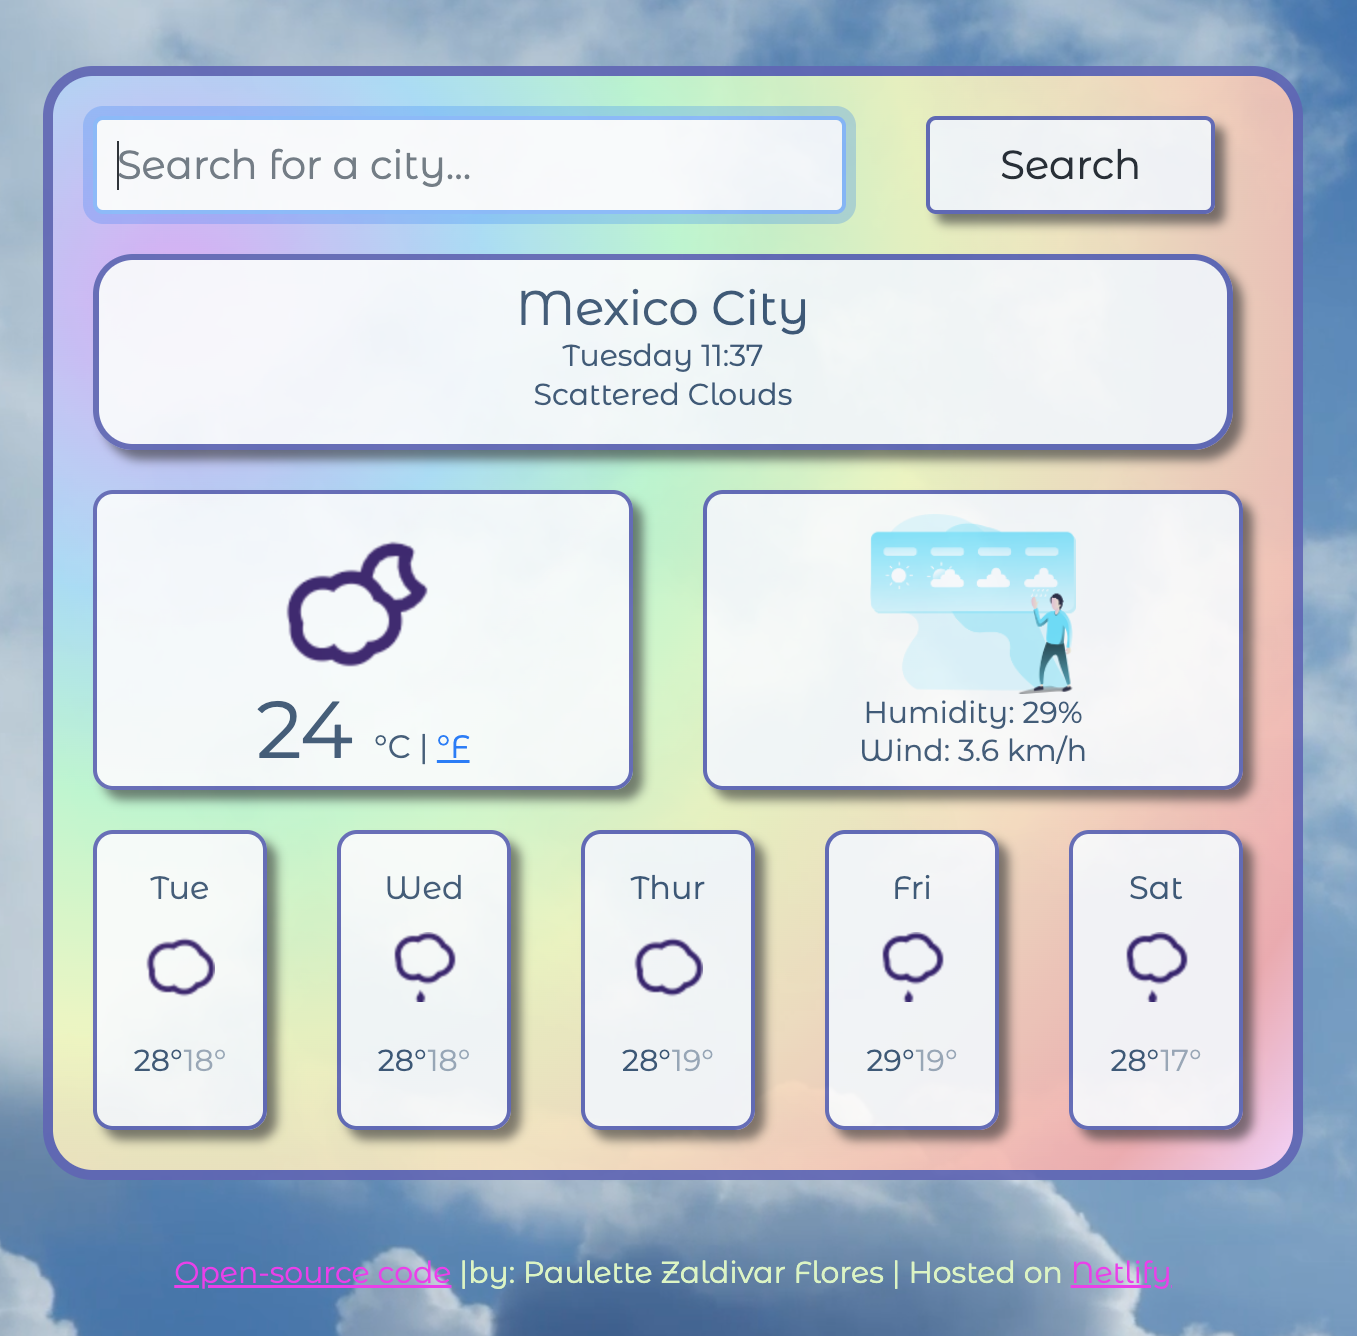 Search for a city...
Search
Mexico City
Tuesday 11:37
Scattered Clouds
24 °C | °F
Humidity: 29%
Wind: 3.6 km/h
Tue
28°18°
Wed
28°18°
Thur
28°19°
Fri
29°19°
Sat
28°17°
Open-source code |by: Paulette Zaldivar Flores | Hosted on Netlify